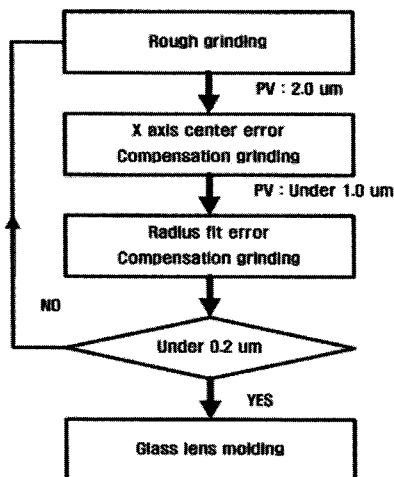 Rough grinding
PV : 2.0 um
X axis center error
Compensation grinding
PV : Under 1.0 um
Radius fit error
Compensation grinding
NO
Under 0.2 um
YES
Glass lens molding